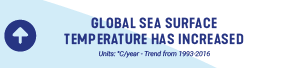 GLOBAL SEA SURFACE
TEMPERATURE HAS INCREASED
Units: °C/year - Trend from 1993-2016